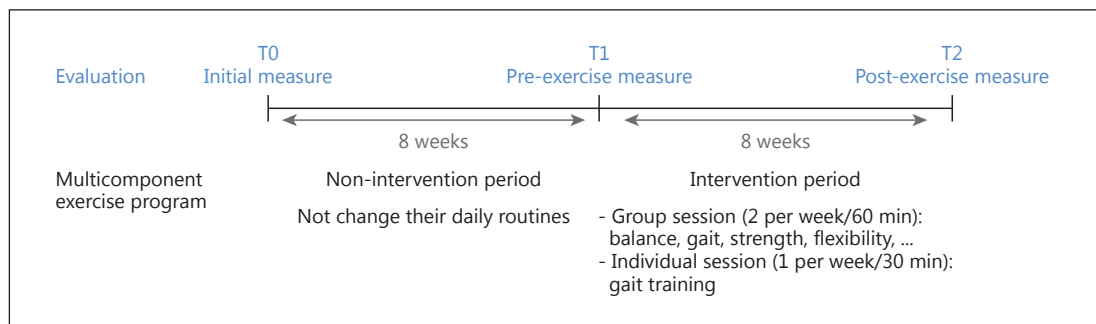 T0 T1 T2
Evaluation Initial measure Pre-exercise measure Post-exercise measure
8 weeks 8 weeks
Multicomponent
exercise program
Non-intervention period
Not change their daily routines
Intervention period
- Group session (2 per week/60 min):
balance, gait, strength, flexibility, ...
- Individual session (1 per week/30 min):
gait training